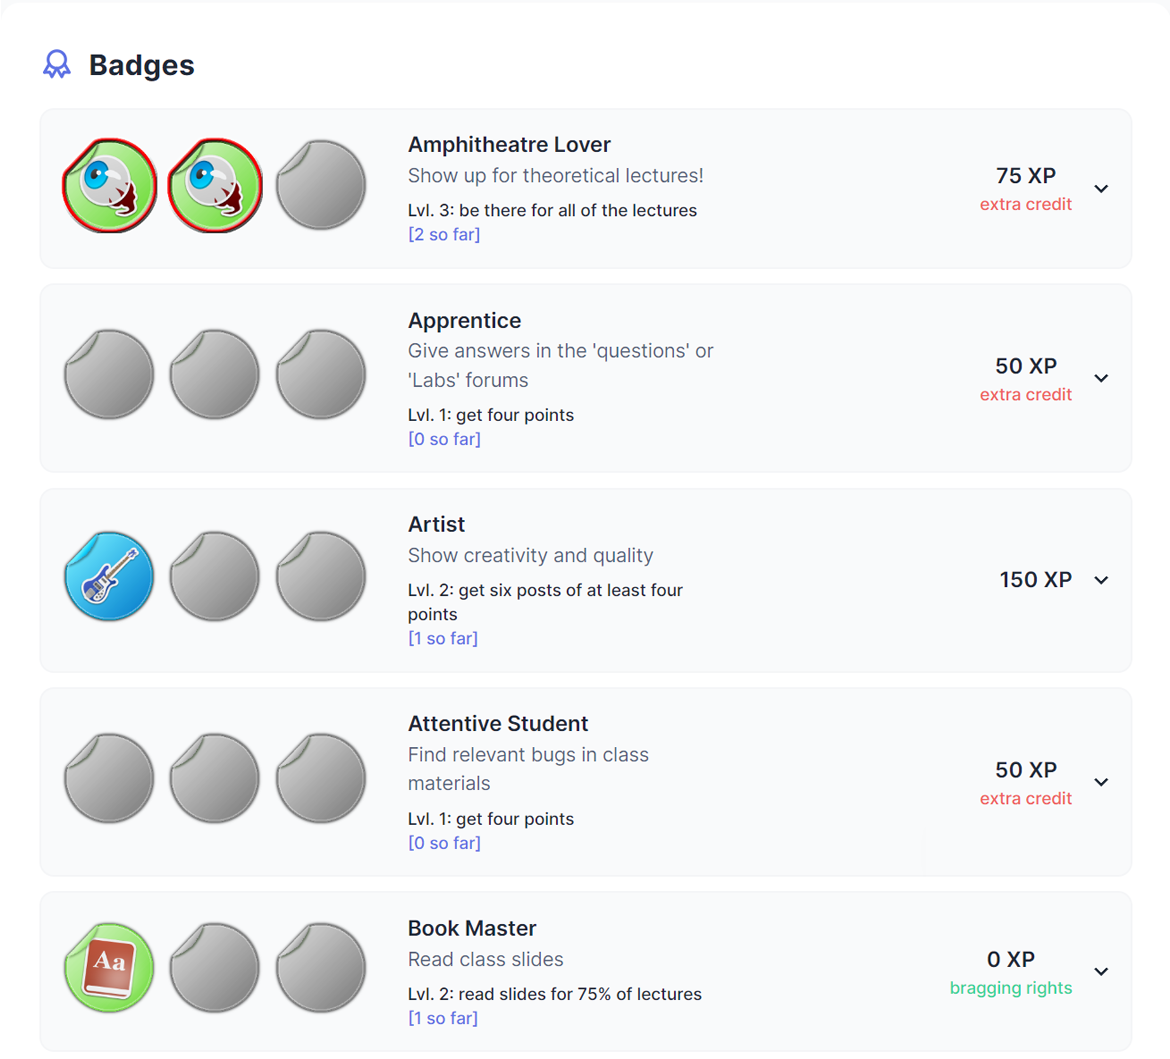 Badges
Amphitheatre Lover
Show up for theoretical lectures!
Lvl. 3: be there for all of the lectures
[2 so far]
75 XP
extra credit
Apprentice
Give answers in the 'questions' or
'Labs' forums
Lvl. 1: get four points
[0 so far]
50 XP
extra credit
Artist
Show creativity and quality
Lvl. 2: get six posts of at least four
points
[1 so far]
150 XP
Attentive Student
Find relevant bugs in class
materials
Lvl. 1: get four points
[0 so far]
50 XP
extra credit
Aa
Book Master
Read class slides
Lvl. 2: read slides for 75% of lectures
[1 so far]
0 XP
bragging rights